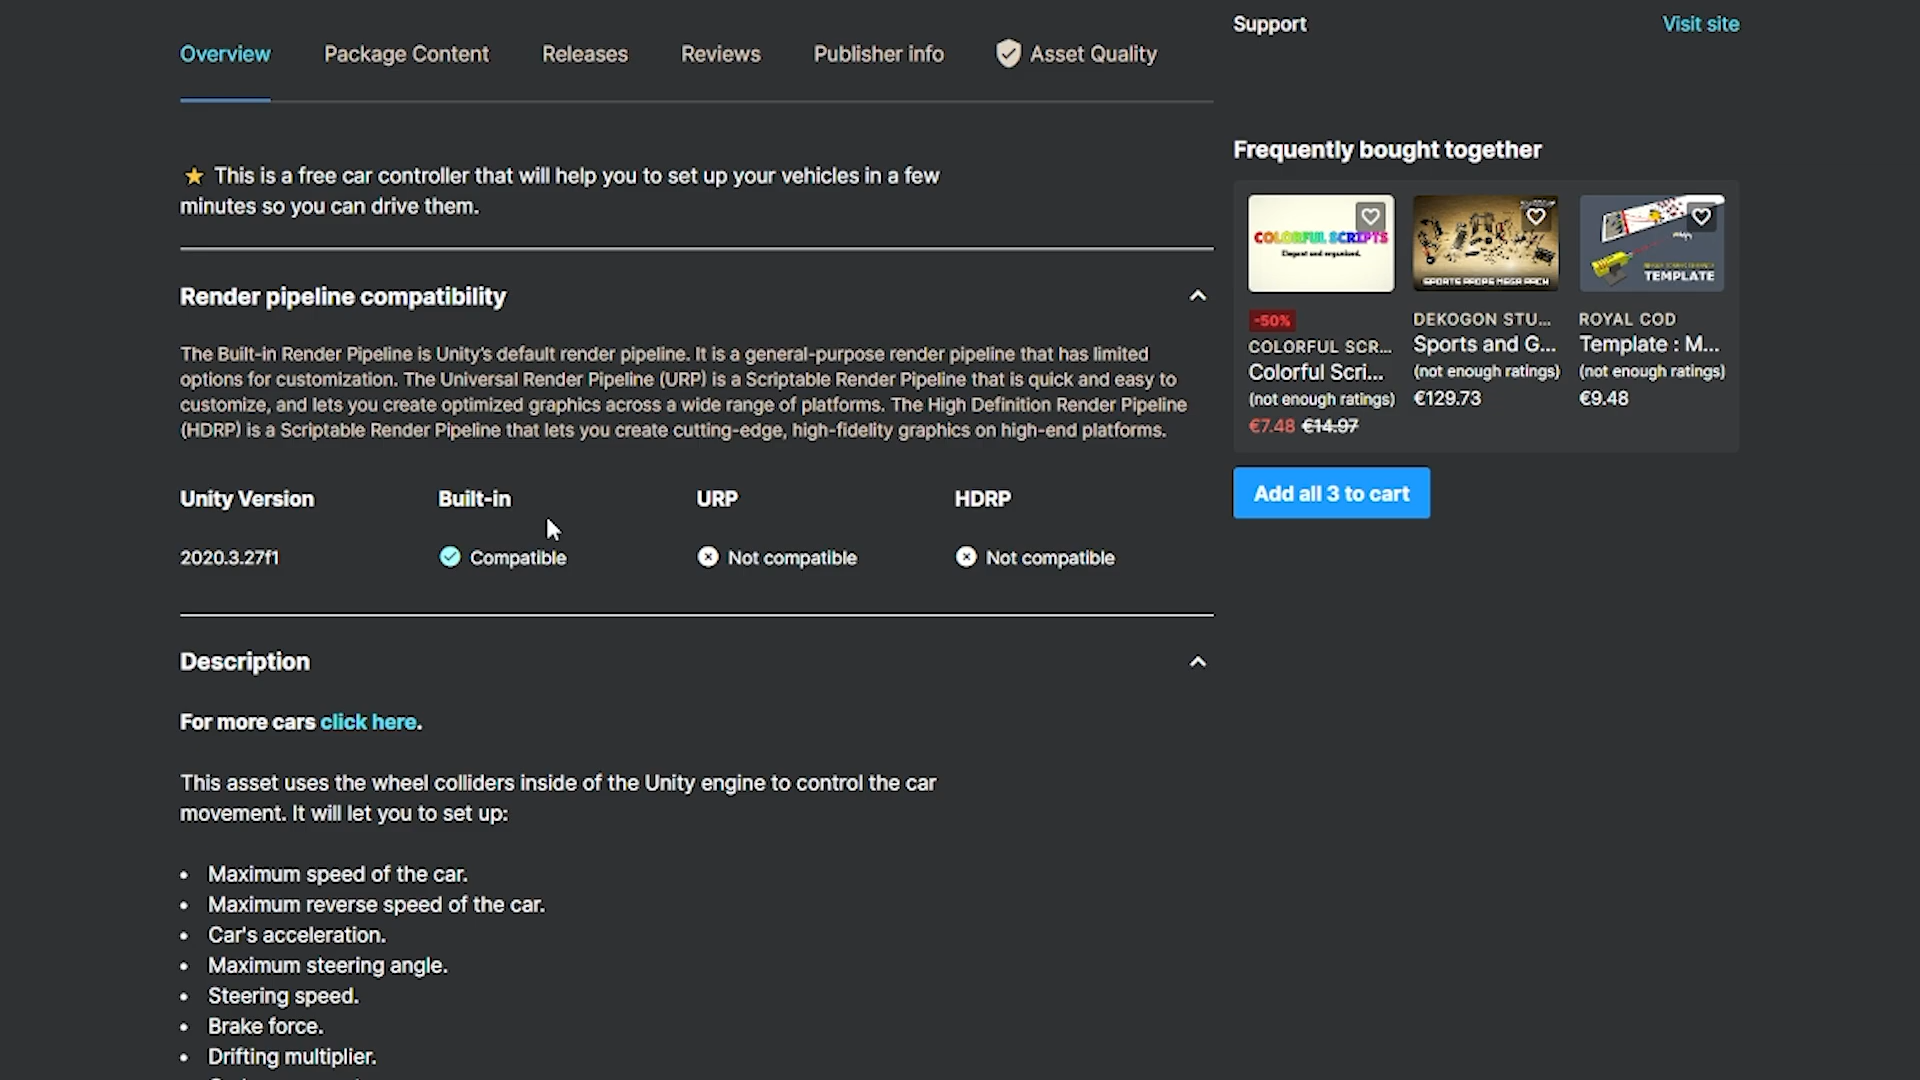 Overview
Package Content
Releases
Reviews
Publisher info
Asset Quality
This is a free car controller that will help you to set up your vehicles in a few
minutes so you can drive them.
Render pipeline compatibility
The Built-in Render Pipeline is Unity's default render pipeline. It is a general-purpose render pipeline that has limited
options for customization. The Universal Render Pipeline (URP) is a Scriptable Render Pipeline that is quick and easy to
customize, and lets you create optimized graphics across a wide range of platforms. The High Definition Render Pipeline
(HDRP) is a Scriptable Render Pipeline that lets you create cutting-edge, high-fidelity graphics on high-end platforms.
Unity Version
Built-in
URP
HDRP
2020.3.27f1
Compatible
Not compatible
Not compatible
Description
For more cars click here.
This asset uses the wheel colliders inside of the Unity engine to control the car
movement. It will let you to set up:
• Maximum speed of the car.
• Maximum reverse speed of the car.
• Car's acceleration.
• Maximum steering angle.
• Steering speed.
• Brake force.
• Drifting multiplier.
Support
Visit site
Frequently bought together
COLORFUL SCRIPTS
Elegant and organized.
SPORTS PROPS MEGA PACK
TEMPLATE
-50%
COLORFUL SCR...
Colorful Scri...
(not enough ratings)
€7.48 €14.97
DEKOGON STU...
Sports and G...
(not enough ratings)
€129.73
ROYAL COD
Template : M...
(not enough ratings)
€9.48
Add all 3 to cart